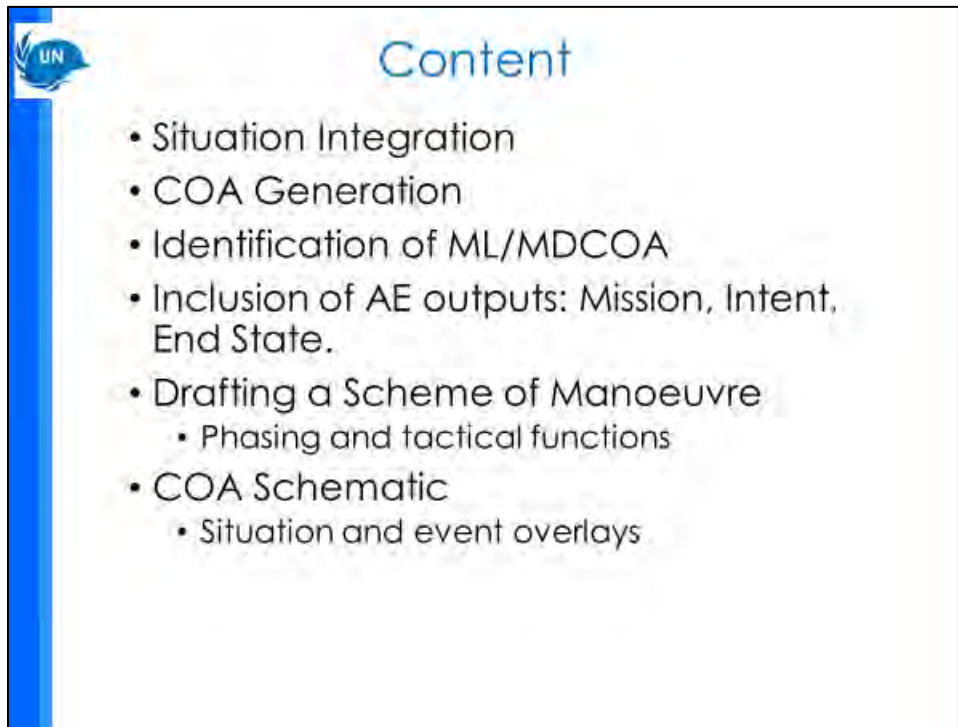 UN
Content
• Situation Integration
• COA Generation
• Identification of ML/MDCOA
• Inclusion of AE outputs: Mission, Intent,
End State.
• Drafting a Scheme of Manoeuvre
• Phasing and tactical functions
• COA Schematic
• Situation and event overlays